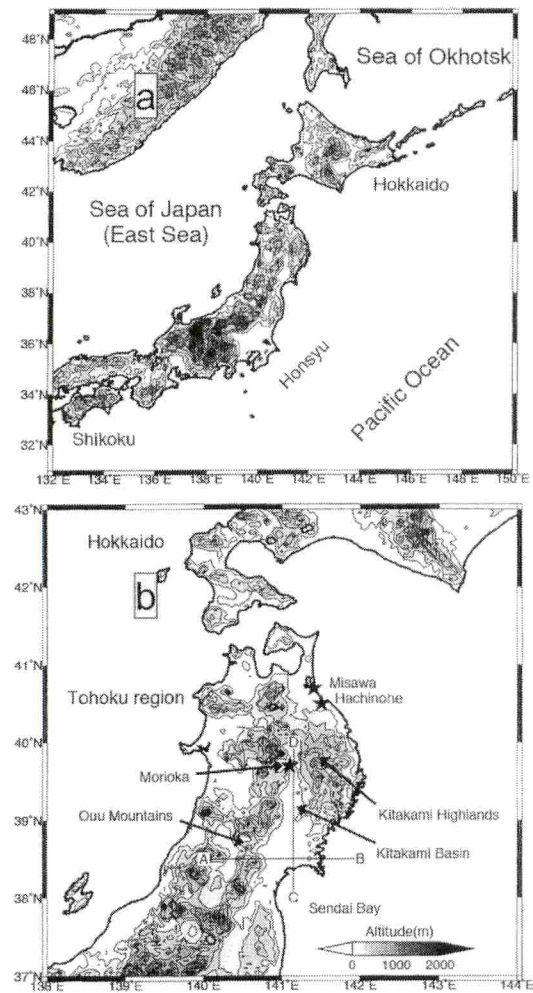 48°N
46°N
44°N
42°N
40°N
38°N
36°N
34°N
32°N
132°E 134°E 136°E 138°E 140°E 142°E 144°E 146°E 148°E 150°E
a
Sea of Okhotsk
Hokkaido
Sea of Japan
(East Sea)
Honsyu
Pacific Ocean
Shikoku
43°N
42°N
41°N
40°N
39°N
38°N
37°N
138°E 139°E 140°E 141°E 142°E 143°E 144°E
Hokkaido
b
Misawa
Hachinone
Tohoku region
D
Morioka
Kitakami Highlands
Ouu Mountains
Kitakami Basin
A
B
C
Sendai Bay
Altitude(m)
0 1000 2000